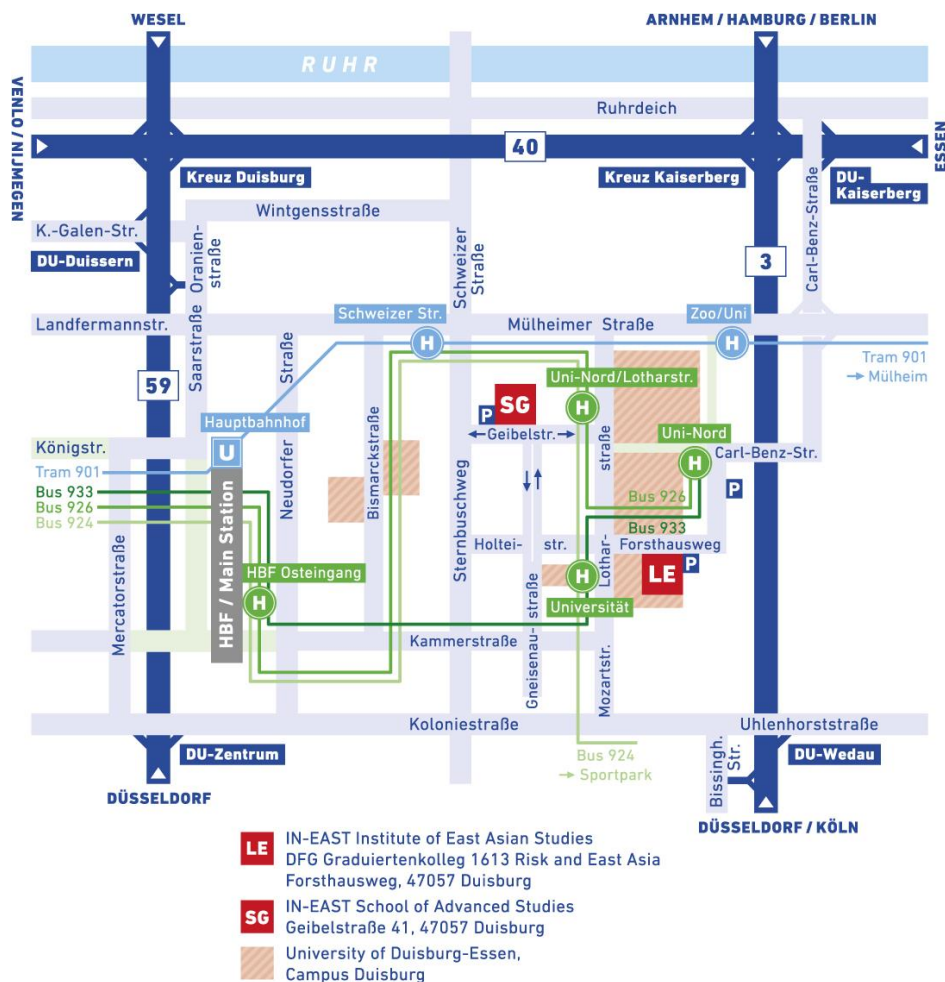 WESEL
ARNHEM / HAMBURG / BERLIN
RUHR
VENLO / NIJMEGEN
Ruhrdeich
ESSEN
40
Kreuz Duisburg
Kreuz Kaiserberg
DU-
Kaiserberg
Wintgensstraße
K.-Galen-Str.
DU-Duissern
Oranien-
straße
Schweizer
Straße
Carl-Benz-Straße
3
Landfermannstr.
Saarstraße
Schweizer Str.
H
Mülheimer Straße
Zoo/Uni
H
Tram 901
→ Mülheim
59
Neudorfer Straße
Bismarckstraße
Uni-Nord/Lotharstr.
H
SG
P
Geibelstr.
Lothar-
straße
Uni-Nord
H
Carl-Benz-Str.
P
Hauptbahnhof
U
Königstr.
Tram 901
Bus 933
Bus 926
Bus 924
Bus 926
Bus 933
Mercatorstraße
HBF / Main Station
HBF Osteingang
H
Sternbuschweg
Holtei- str.
Forsthausweg
LE
P
H
Universität
Gneisenau-
straße
Kammerstraße
Mozartstr.
Koloniestraße
Uhlenhorststraße
DU-Zentrum
Bus 924
→ Sportpark
Bissingh.
Str.
DU-Wedau
DÜSSELDORF
DÜSSELDORF / KÖLN
LE
IN-EAST Institute of East Asian Studies
DFG Graduiertenkolleg 1613 Risk and East Asia
Forsthausweg, 47057 Duisburg
SG
IN-EAST School of Advanced Studies
Geibelstraße 41, 47057 Duisburg
University of Duisburg-Essen,
Campus Duisburg